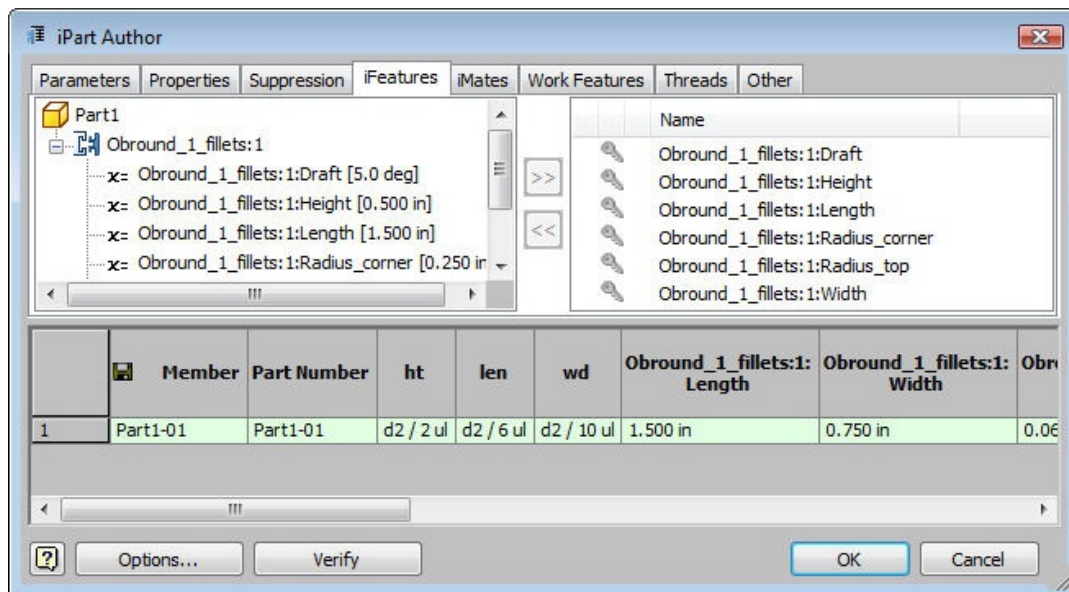 iPart Author
Parameters Properties Suppression iFeatures iMates Work Features Threads Other
Part1
Obround_1_fillets:1
x= Obround_1_fillets:1:Draft [5.0 deg]
x= Obround_1_fillets:1:Height [0.500 in]
x= Obround_1_fillets:1:Length [1.500 in]
x= Obround_1_fillets:1:Radius_corner [0.250 in
>>
<<
Name
Obround_1_fillets:1:Draft
Obround_1_fillets:1:Height
Obround_1_fillets:1:Length
Obround_1_fillets:1:Radius_corner
Obround_1_fillets:1:Radius_top
Obround_1_fillets:1:Width
Member Part Number ht len wd Obround_1_fillets:1: Obround_1_fillets:1: Obro
Length Width
1 Part1-01 Part1-01 d2 / 2 ul d2 / 6 ul d2 / 10 ul 1.500 in 0.750 in 0.06
? Options... Verify OK Cancel